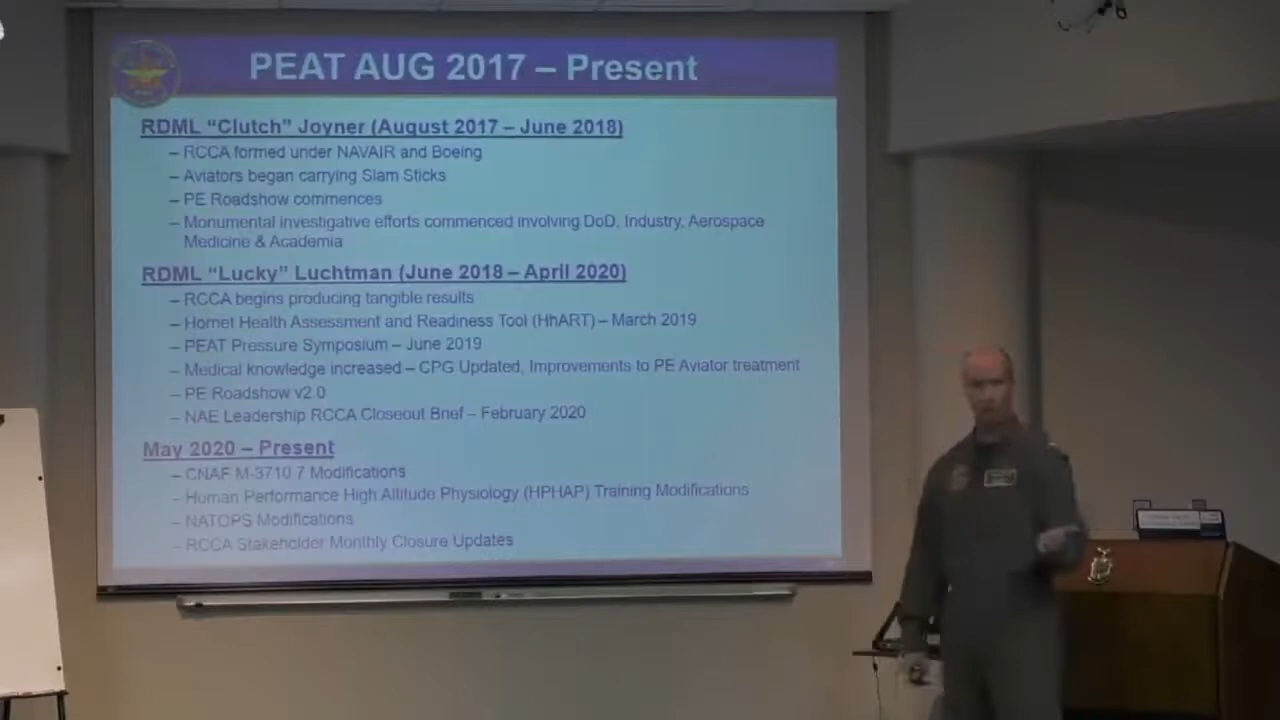 PEAT AUG 2017 – Present
RDML “Clutch” Joyner (August 2017 – June 2018)
– RCCA formed under NAVAIR and Boeing
– Aviators began carrying Slam Sticks
– PE Roadshow commences
– Monumental investigative efforts commenced involving DoD, Industry, Aerospace
Medicine & Academia
RDML “Lucky” Luchtman (June 2018 – April 2020)
– RCCA begins producing tangible results
– Hornet Health Assessment and Readiness Tool (HhART) – March 2019
– PEAT Pressure Symposium – June 2019
– Medical knowledge increased – CPG Updated, Improvements to PE Aviator treatment
– PE Roadshow v2.0
– NAE Leadership RCCA Closeout Brief – February 2020
May 2020 – Present
– CNAF M-3710.7 Modifications
– Human Performance High Altitude Physiology (HPHAP) Training Modifications
– NATOPS Modifications
– RCCA Stakeholder Monthly Closure Updates